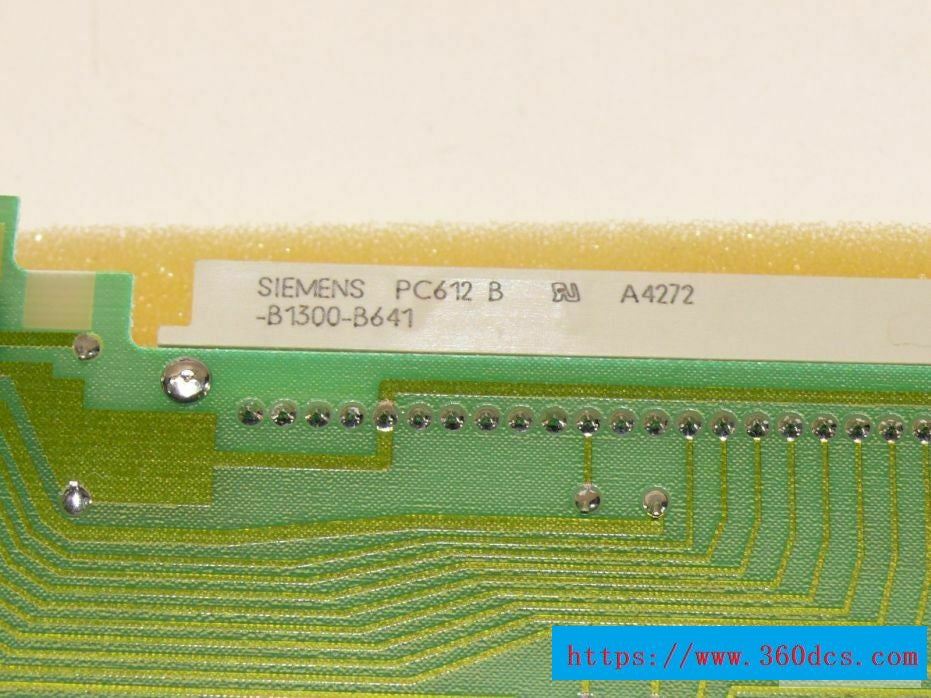 SIEMENS PC612 B A4272
-B1300-B641
https://www.360dcs.com